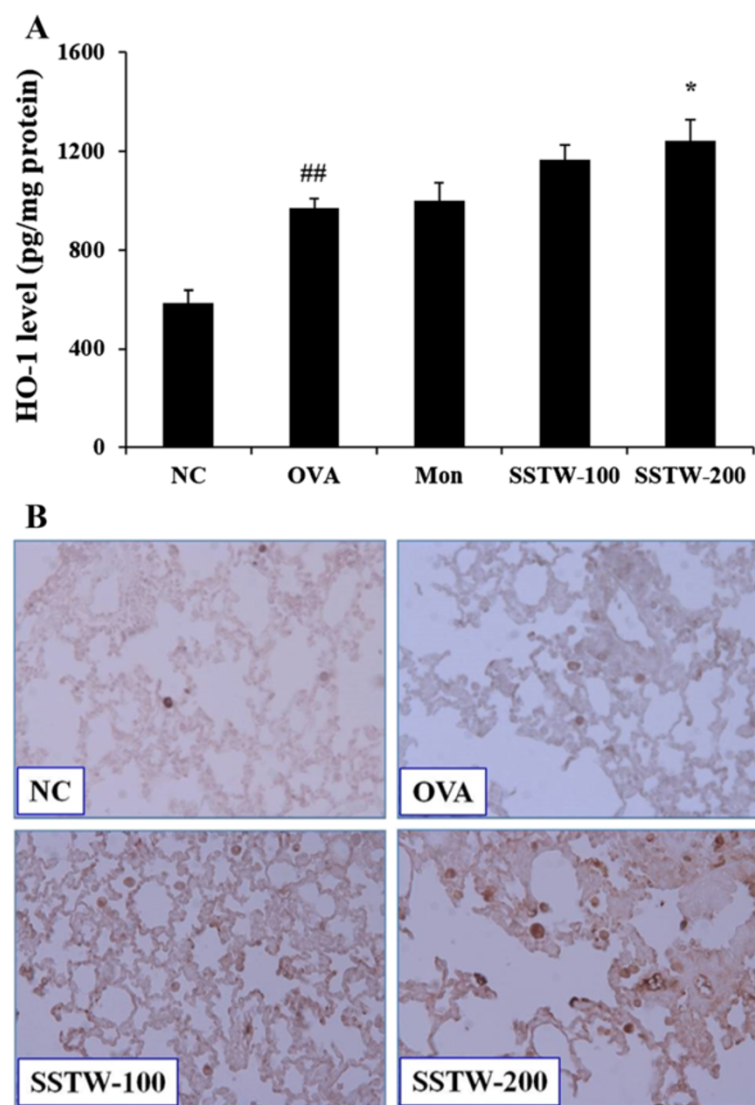 A
1600
1200
800
400
0
HO-1 level (pg/mg protein)
##
*
NC OVA Mon SSTW-100 SSTW-200
B
NC OVA
SSTW-100 SSTW-200